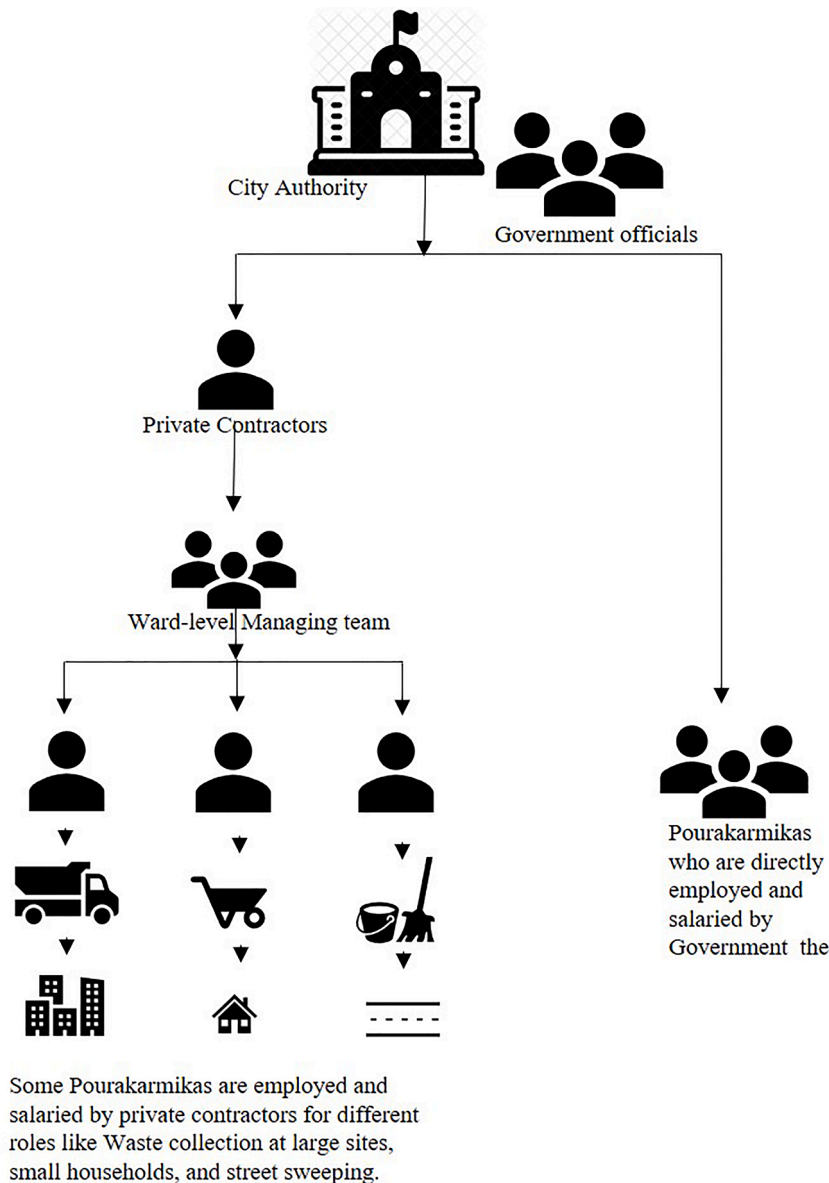 City Authority
Government officials
Private Contractors
Ward-level Managing team
Pourakarmikas
who are directly
employed and
salaried by
Government the
Some Pourakarmikas are employed and
salaried by private contractors for different
roles like Waste collection at large sites,
small households, and street sweeping.